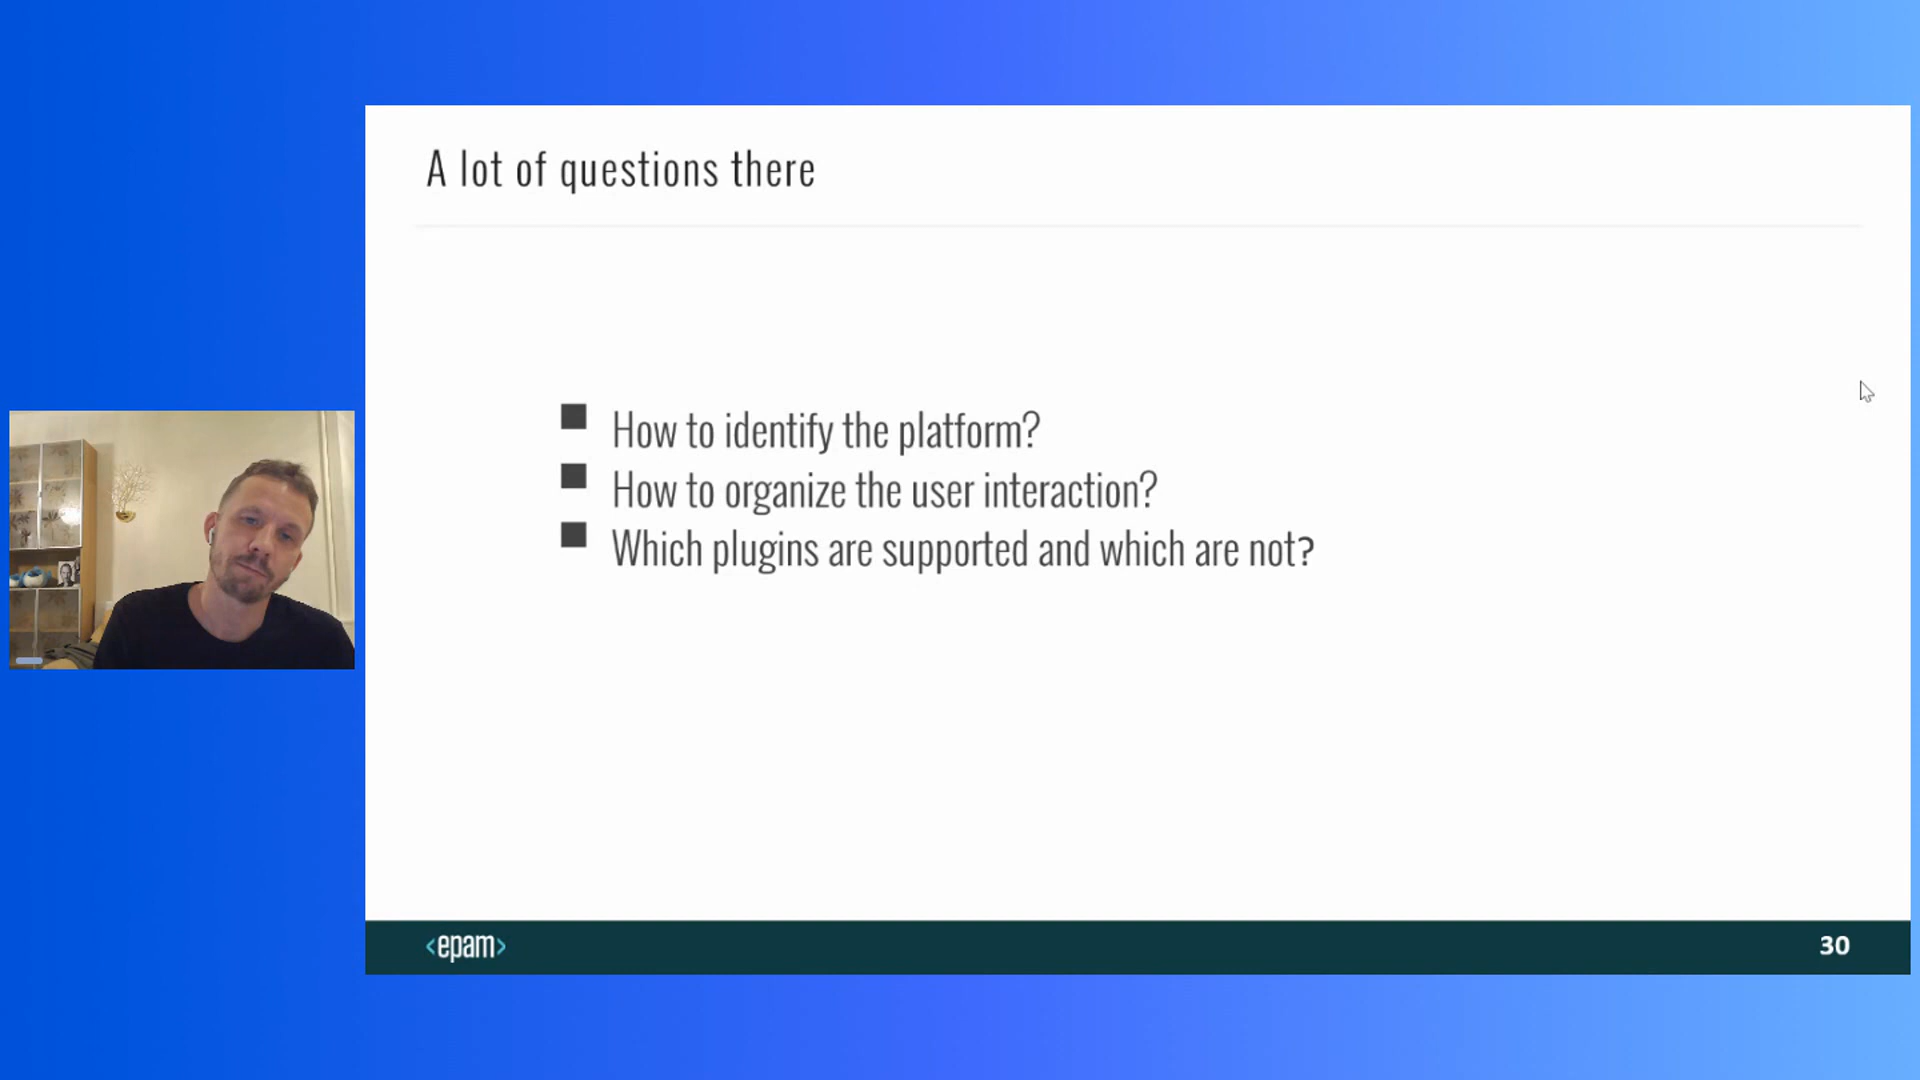 A lot of questions there
How to identify the platform?
How to organize the user interaction?
Which plugins are supported and which are not?
<epam>
30